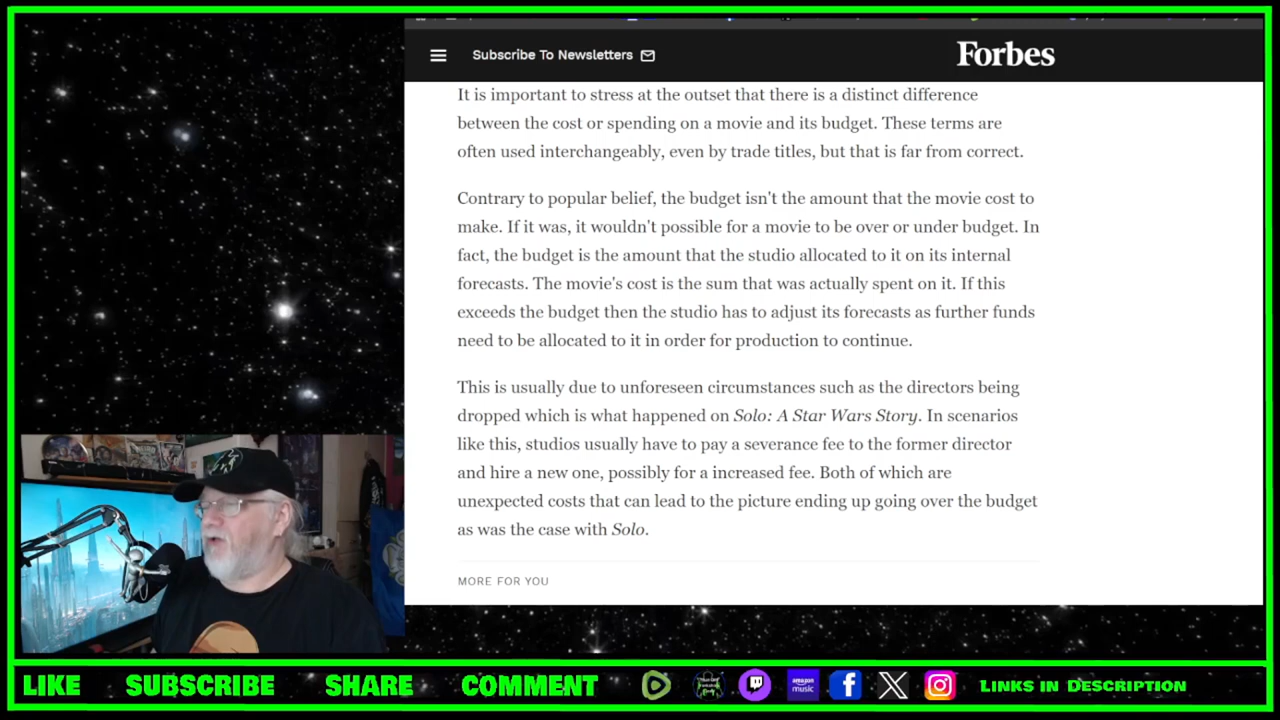 Subscribe To Newsletters
Forbes
It is important to stress at the outset that there is a distinct difference
between the cost or spending on a movie and its budget. These terms are
often used interchangeably, even by trade titles, but that is far from correct.
Contrary to popular belief, the budget isn't the amount that the movie cost to
make. If it was, it wouldn't possible for a movie to be over or under budget. In
fact, the budget is the amount that the studio allocated to it on its internal
forecasts. The movie's cost is the sum that was actually spent on it. If this
exceeds the budget then the studio has to adjust its forecasts as further funds
need to be allocated to it in order for production to continue.
This is usually due to unforeseen circumstances such as the directors being
dropped which is what happened on Solo: A Star Wars Story. In scenarios
like this, studios usually have to pay a severance fee to the former director
and hire a new one, possibly for a increased fee. Both of which are
unexpected costs that can lead to the picture ending up going over the budget
as was the case with Solo.
MORE FOR YOU
LIKE SUBSCRIBE SHARE COMMENT amazon music LINKS IN DESCRIPTION